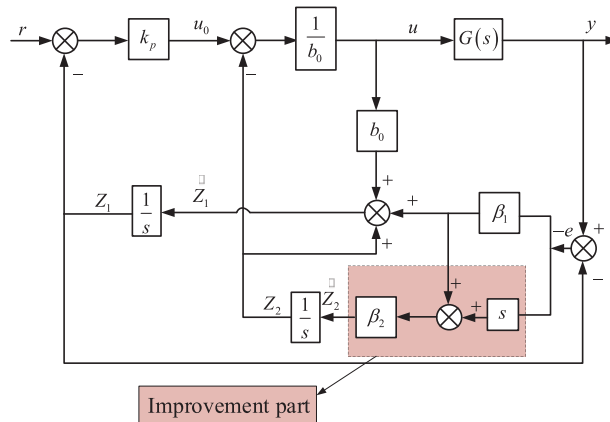 r
k_p
u_0
1/b_0
u
G(s)
y
−
−
b_0
+
Z_1
1/s
Z_1
+
+
β_1
−e
+
−
Z_2
1/s
Z_2
β_2
+
+
s
−
Improvement part